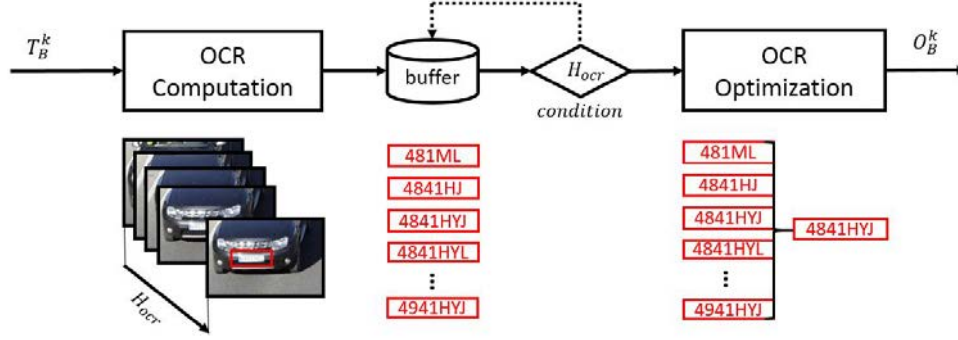 T_B^k
OCR
Computation
buffer
H_ocr
condition
OCR
Optimization
O_B^k
481ML
4841HJ
4841HYJ
4841HYL
4941HYJ
H_ocr
481ML
4841HJ
4841HYJ
4841HYL
4941HYJ
4841HYJ